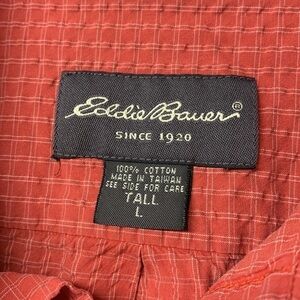 Eddie Bauer®
SINCE 1920
100% COTTON
MADE IN TAIWAN
SEE SIDE FOR CARE
TALL
L